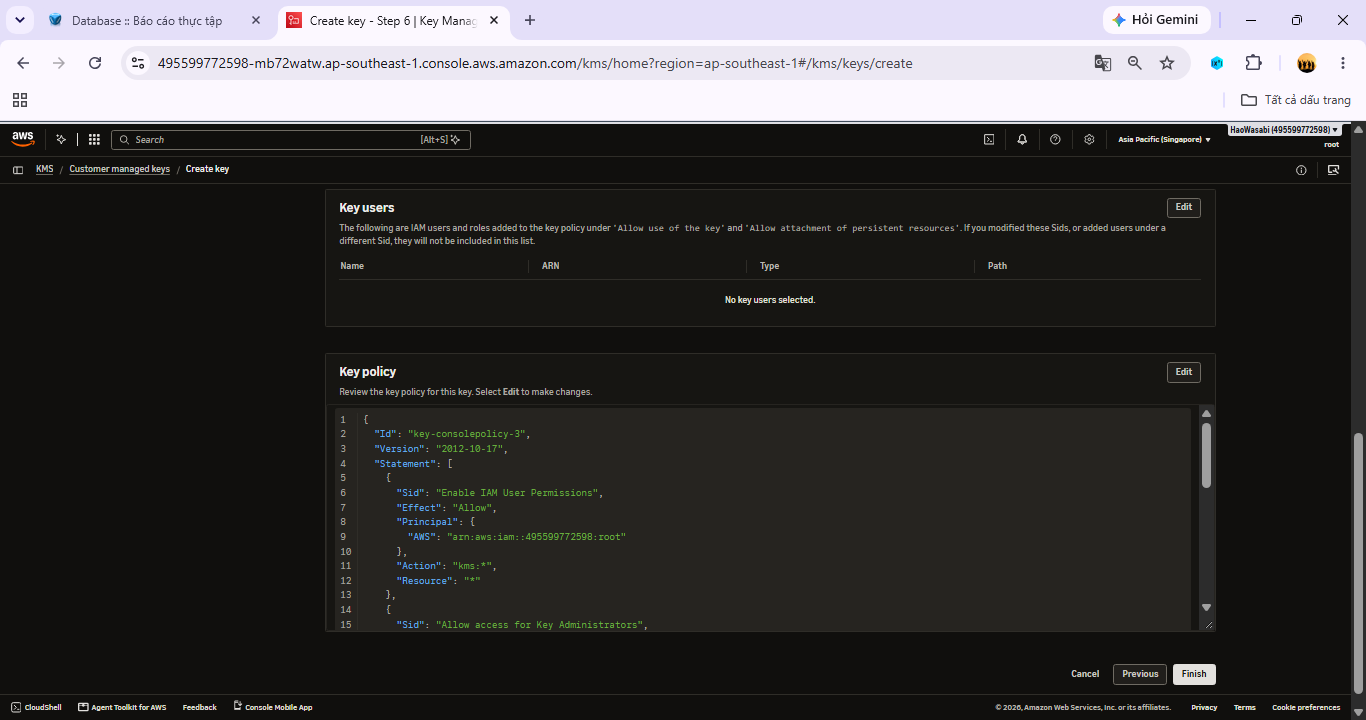 Database :: Báo cáo thực tập
Create key - Step 6 | Key Manag
Hỏi Gemini
495599772598-mb72watw.ap-southeast-1.console.aws.amazon.com/kms/home?region=ap-southeast-1#/kms/keys/create
Tất cả dấu trang
aws
Search
[Alt+S]
Asia Pacific (Singapore)
HaoWasabi (495599772598)
root
KMS / Customer managed keys / Create key
Key users
Edit
The following are IAM users and roles added to the key policy under 'Allow use of the key' and 'Allow attachment of persistent resources'. If you modified these Sids, or added users under a
different Sid, they will not be included in this list.
Name ARN Type Path
No key users selected.
Key policy
Edit
Review the key policy for this key. Select Edit to make changes.
1 {
2 "Id": "key-consolepolicy-3",
3 "Version": "2012-10-17",
4 "Statement": [
5 {
6 "Sid": "Enable IAM User Permissions",
7 "Effect": "Allow",
8 "Principal": {
9 "AWS": "arn:aws:iam::495599772598:root"
10 },
11 "Action": "kms:*",
12 "Resource": "*"
13 },
14 {
15 "Sid": "Allow access for Key Administrators",
Cancel Previous Finish
CloudShell Agent Toolkit for AWS Feedback Console Mobile App
© 2026, Amazon Web Services, Inc. or its affiliates. Privacy Terms Cookie preferences